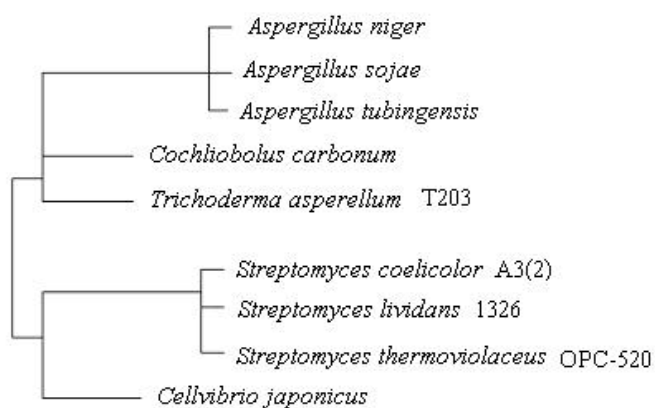 Aspergillus niger
Aspergillus sojae
Aspergillus tubingensis
Cochliobolus carbonum
Trichoderma asperellum T203
Streptomyces coelicolor A3(2)
Streptomyces lividans 1326
Streptomyces thermoviolaceus OPC-520
Cellvibrio japonicus